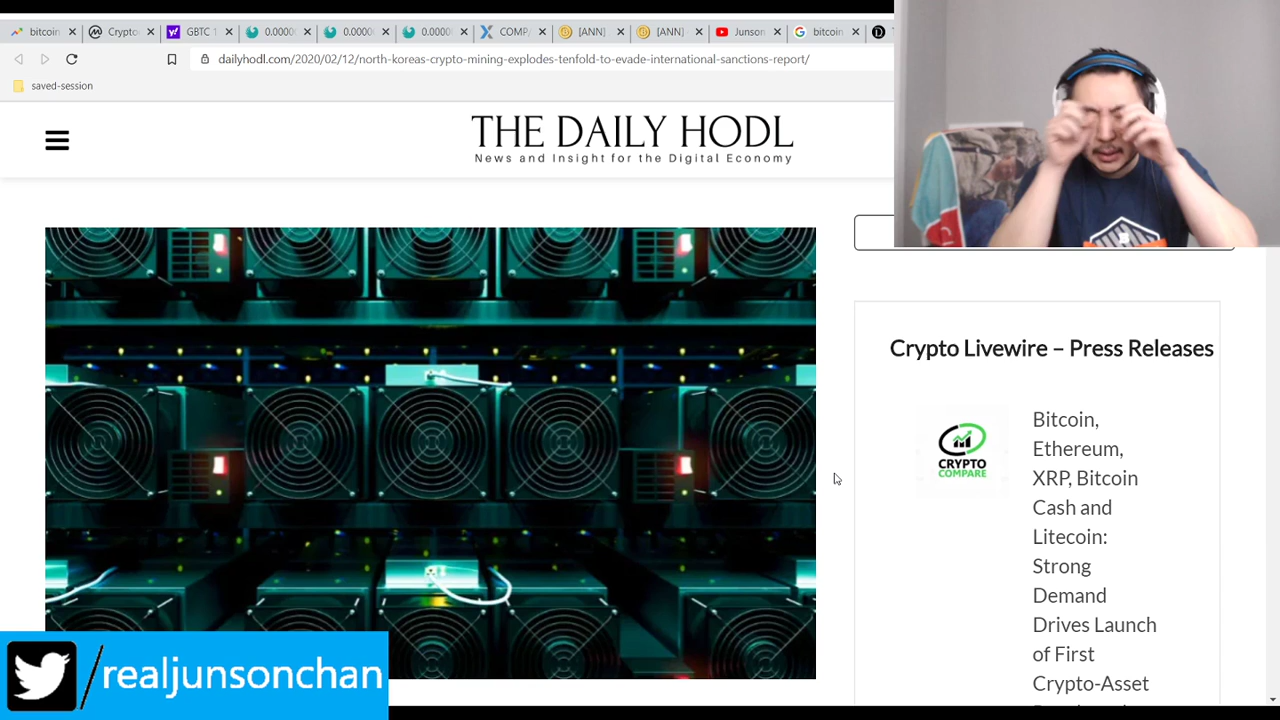 bitcoin
Crypto
GBTC 1
0.0000
0.0000
0.0000
COMP
[ANN]
[ANN]
Junson
bitcoin
dailyhodl.com/2020/02/12/north-
-crypto-mining-explodes-tenfold-to-evade-international-sanctions-report/
saved-session
THE DAILY HODL
News and Insight for the Digital Economy
Crypto Livewire – Press Releases
CRYPTO
COMPARE
Bitcoin,
Ethereum,
XRP, Bitcoin
Cash and
Litecoin:
Strong
Demand
Drives Launch
of First
Crypto-Asset
/realjunsonchan